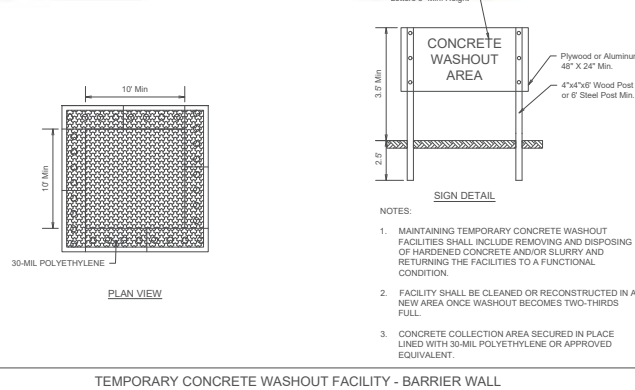 CONCRETE
WASHOUT
AREA
Plywood or Aluminum
48" X 24" Min.
4"x4"x6' Wood Post
or 6' Steel Post Min.
3.5' Min
2.5'
10' Min
10' Min
30-MIL POLYETHYLENE
PLAN VIEW
SIGN DETAIL
NOTES:
1. MAINTAINING TEMPORARY CONCRETE WASHOUT
FACILITIES SHALL INCLUDE REMOVING AND DISPOSING
OF HARDENED CONCRETE AND/OR SLURRY AND
RETURNING THE FACILITIES TO A FUNCTIONAL
CONDITION.
2. FACILITY SHALL BE CLEANED OR RECONSTRUCTED IN A
NEW AREA ONCE WASHOUT BECOMES TWO-THIRDS
FULL.
3. CONCRETE COLLECTION AREA SECURED IN PLACE
LINED WITH 30-MIL POLYETHYLENE OR APPROVED
EQUIVALENT.
TEMPORARY CONCRETE WASHOUT FACILITY - BARRIER WALL